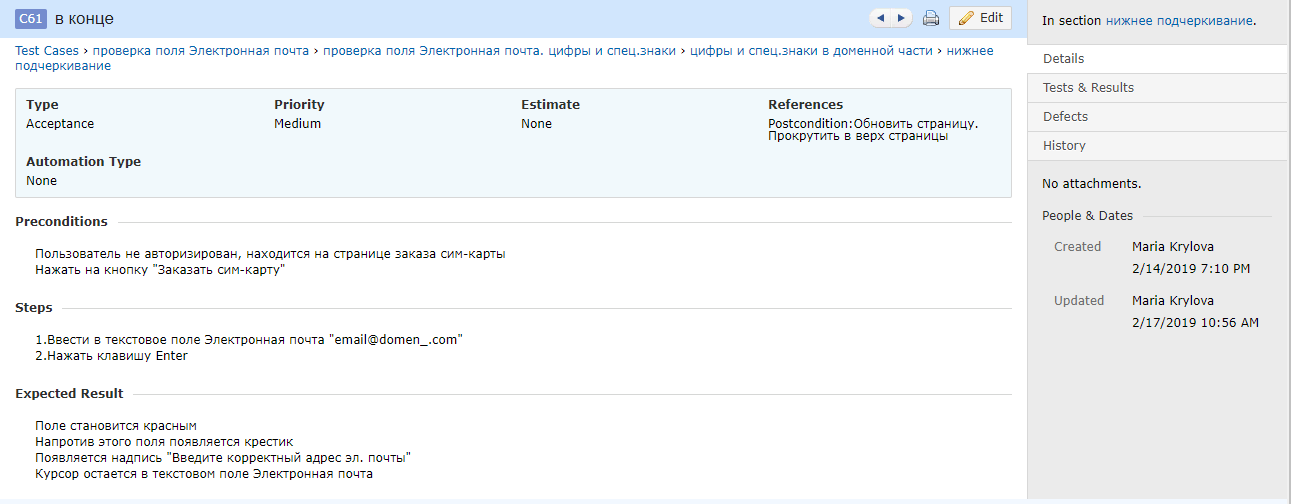 C61 в конце
Edit
Test Cases › проверка поля Электронная почта › проверка поля Электронная почта. цифры и спец.знаки › цифры и спец.знаки в доменной части › нижнее
подчеркивание
Type Priority Estimate References
Acceptance Medium None Postcondition:Обновить страницу.
Прокрутить в верх страницы
Automation Type
None
Preconditions
Пользователь не авторизирован, находится на странице заказа сим-карты
Нажать на кнопку "Заказать сим-карту"
Steps
1.Ввести в текстовое поле Электронная почта "email@domen_.com"
2.Нажать клавишу Enter
Expected Result
Поле становится красным
Напротив этого поля появляется крестик
Появляется надпись "Введите корректный адрес эл. почты"
Курсор остается в текстовом поле Электронная почта
In section нижнее подчеркивание.
Details
Tests & Results
Defects
History
No attachments.
People & Dates
Created Maria Krylova
2/14/2019 7:10 PM
Updated Maria Krylova
2/17/2019 10:56 AM